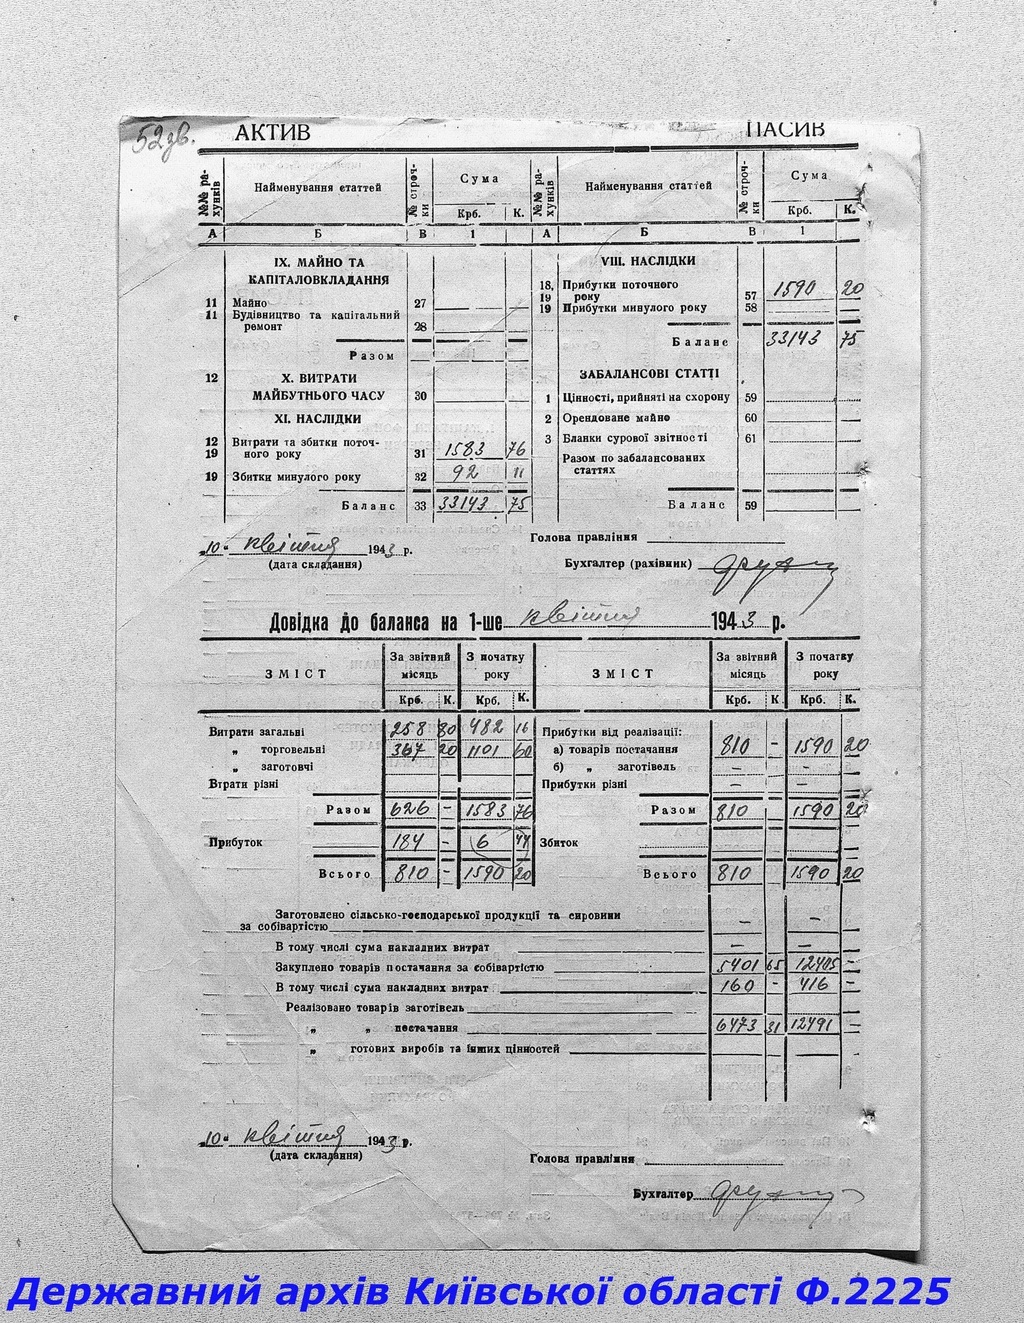 52 зв.
АКТИВ ПАСИВ
№№ рахунків Найменування статтей № строчки Сума Крб. К. №№ рахунків Найменування статтей № строчки Сума Крб. К.
А Б В 1 А Б В 1
IX. МАЙНО ТА
КАПІТАЛОВКЛАДАННЯ
11 Майно 27
11 Будівництво та капітальний
ремонт 28
Разом
12 X. ВИТРАТИ
МАЙБУТНЬОГО ЧАСУ 30
XI. НАСЛІДКИ
12 Витрати та збитки поточ-
19 ного року 31 1583 76
19 Збитки минулого року 32 92 11
Баланс 33 33143 75
VIII. НАСЛІДКИ
18, Прибутки поточного
19 року 57 1590 20
19 Прибутки минулого року 58
Баланс 33143 75
ЗАБАЛАНСОВІ СТАТТІ
1 Цінності, прийняті на схорону 59
2 Орендоване майно 60
3 Бланки сурової звітності 61
Разом по забалансованих
статтях
Баланс 59
„10“ квітня 1943 р.
(дата складання)
Голова правління
Бухгалтер (рахівник)
Довідка до баланса на 1-ше квітня 1943 р.
ЗМІСТ За звітний місяць Крб. К. З початку року Крб. К. ЗМІСТ За звітний місяць Крб. К. З початку року Крб. К.
Витрати загальні 258 80 482 16 Прибутки від реалізації:
„ торговельні 367 20 1101 60 а) товарів постачання 810 - 1590 20
„ заготовчі б) „ заготівель - -
Втрати різні Прибутки різні - -
Разом 626 - 1583 76 Разом 810 1590 20
Прибуток 184 - 6 44 Збиток
Всього 810 - 1590 20 Всього 810 1590 20
Заготовлено сільсько-господарської продукції та сировини
за собівартістю - -
В тому числі сума накладних витрат - -
Закуплено товарів постачання за собівартістю 5401 65 12405 -
В тому числі сума накладних витрат 160 - 416 -
Реалізовано товарів заготівель
„ „ постачання 6473 31 12491 -
„ готових виробів та інших цінностей
„10“ квітня 1943 р.
(дата складання)
Голова правління
Бухгалтер
Державний архів Київської області Ф.2225